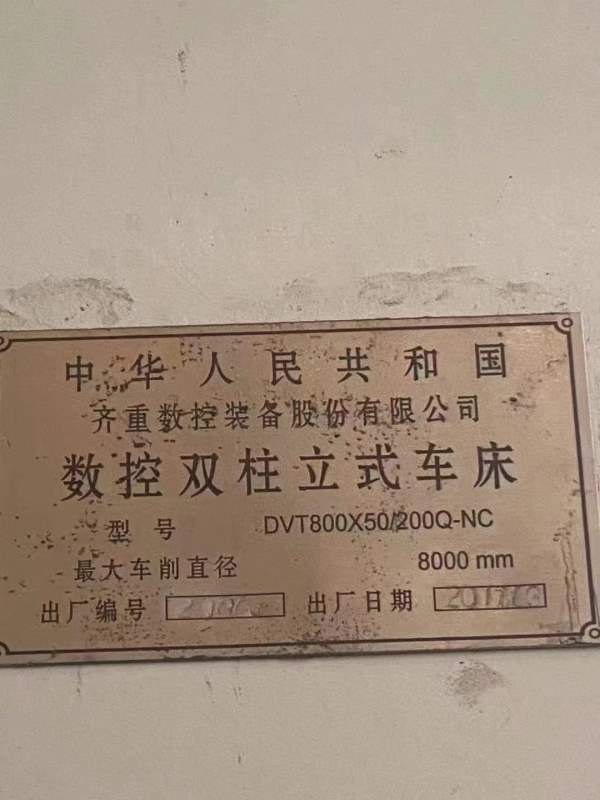 中华人民共和国
齐重数控装备股份有限公司
数控双柱立式车床
型号 DVT800X50/200Q-NC
最大车削直径 8000 mm
出厂编号 出厂日期